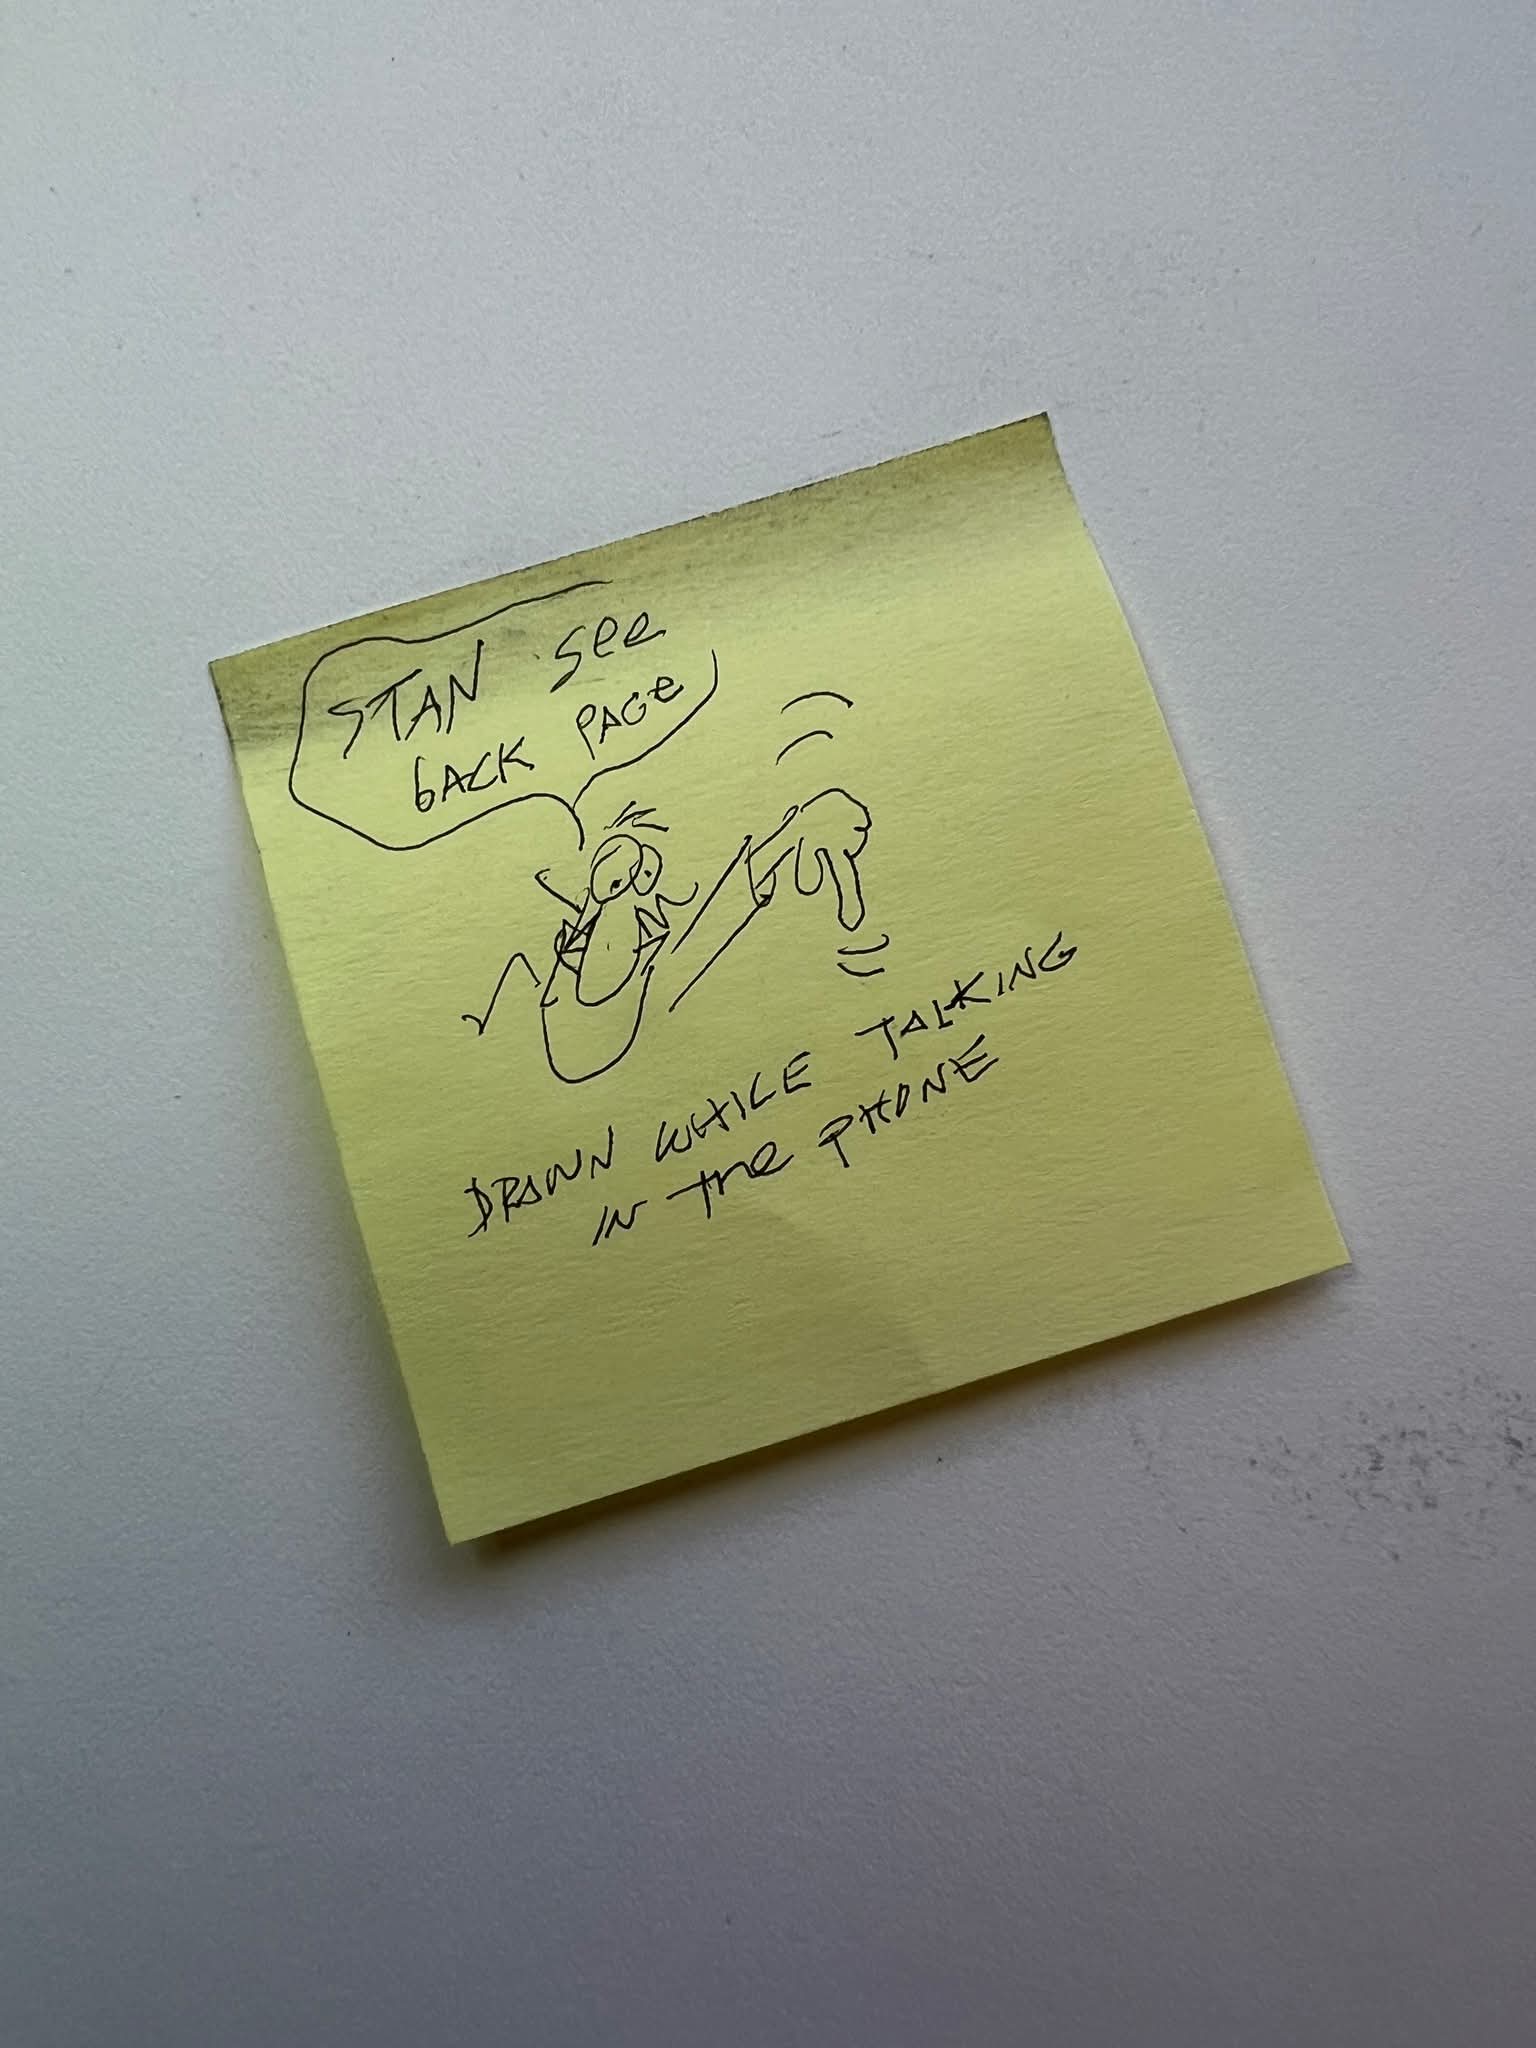 STAN see
bACK PAGe
DRAWN WHILE TALKING
IN THe PHONE